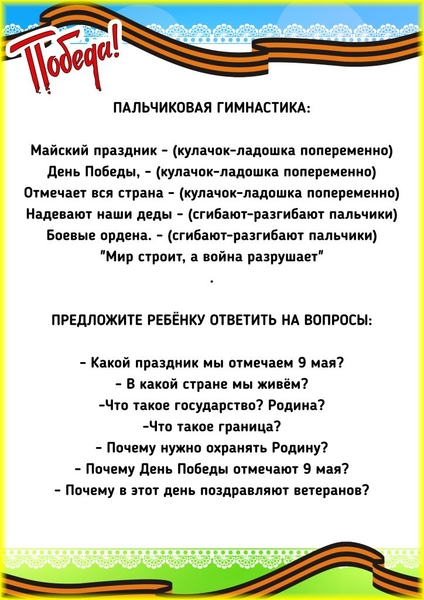 Победа!
ПАЛЬЧИКОВАЯ ГИМНАСТИКА:
Майский праздник - (кулачок-ладошка попеременно)
День Победы, - (кулачок-ладошка попеременно)
Отмечает вся страна - (кулачок-ладошка попеременно)
Надевают наши деды - (сгибают-разгибают пальчики)
Боевые ордена. - (сгибают-разгибают пальчики)
"Мир строит, а война разрушает"
.
ПРЕДЛОЖИТЕ РЕБЁНКУ ОТВЕТИТЬ НА ВОПРОСЫ:
- Какой праздник мы отмечаем 9 мая?
- В какой стране мы живём?
-Что такое государство? Родина?
-Что такое граница?
- Почему нужно охранять Родину?
- Почему День Победы отмечают 9 мая?
- Почему в этот день поздравляют ветеранов?